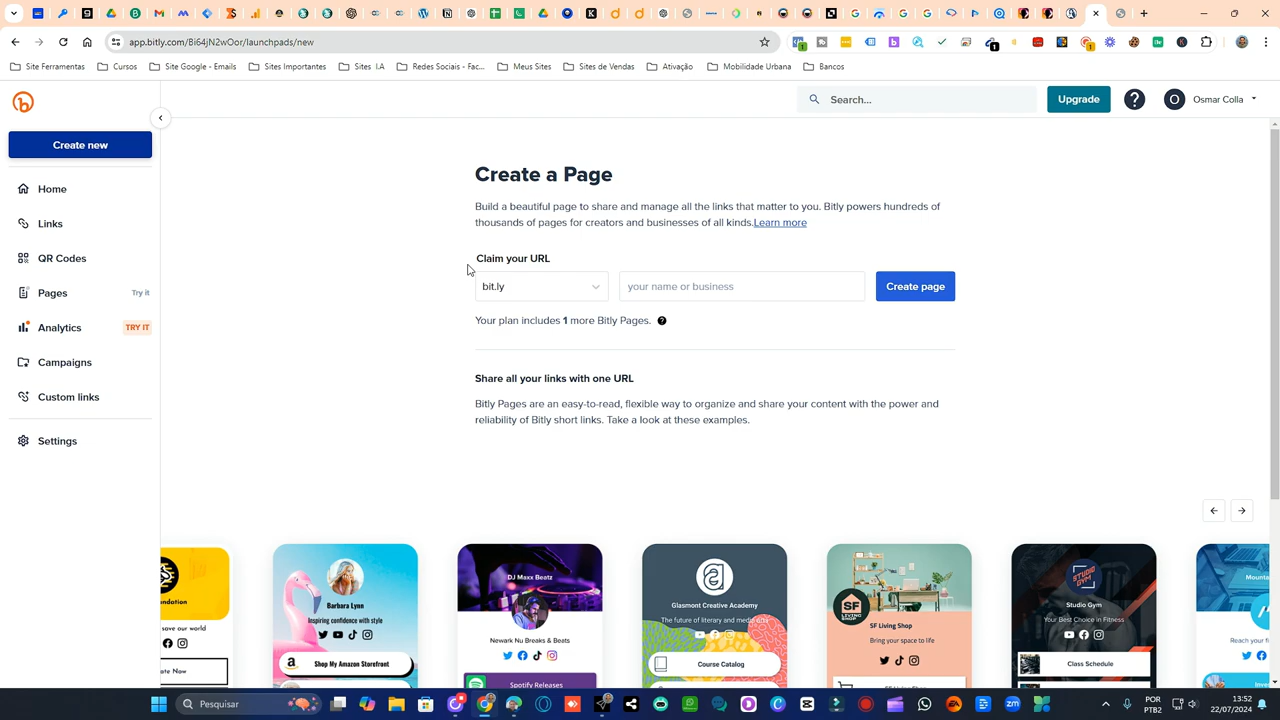 app.bitly.com/Bi64jN2wOor/launchpads/new
Site Ferramentas
Cursos
Site Google - Emails
Sites Importantes
Sites I.A
Redes Sociais - Fac...
Meus Sites
Sites de Vendas
Ativação
Mobilidade Urbana
Bancos
Search...
Upgrade
?
O
Osmar Colla
Create new
Home
Links
QR Codes
Pages
Try it
Analytics
TRY IT
Campaigns
Custom links
Settings
Create a Page
Build a beautiful page to share and manage all the links that matter to you. Bitly powers hundreds of
thousands of pages for creators and businesses of all kinds.Learn more
Claim your URL
bit.ly
your name or business
Create page
Your plan includes 1 more Bitly Pages.
Share all your links with one URL
Bitly Pages are an easy-to-read, flexible way to organize and share your content with the power and
reliability of Bitly short links. Take a look at these examples.
Barbara Lynn
Inspiring confidence with style
Shop My Amazon Storefront
DJ Maxx Beatz
Newark Nu Breaks & Beats
Spotify Releases
Glasmont Creative Academy
The future of literary and media arts
Course Catalog
SF LIVING SHOP
SF Living Shop
Bring your space to life
STUDIO GYM
Studio Gym
Your Best Choice in Fitness
Class Schedule
Pesquisar
POR
PTB2
13:52
22/07/2024